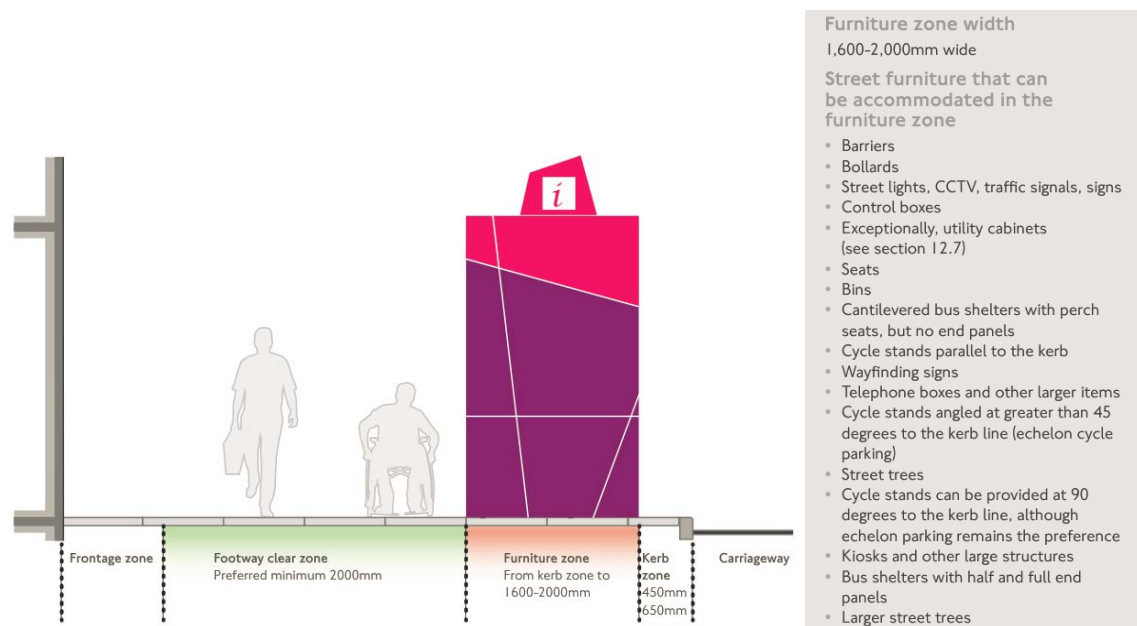 i
Frontage zone
Footway clear zone
Preferred minimum 2000mm
Furniture zone
From kerb zone to
1600-2000mm
Kerb
zone
450mm
650mm
Carriageway
Furniture zone width
1,600-2,000mm wide
Street furniture that can
be accommodated in the
furniture zone
• Barriers
• Bollards
• Street lights, CCTV, traffic signals, signs
• Control boxes
• Exceptionally, utility cabinets
(see section 12.7)
• Seats
• Bins
• Cantilevered bus shelters with perch
seats, but no end panels
• Cycle stands parallel to the kerb
• Wayfinding signs
• Telephone boxes and other larger items
• Cycle stands angled at greater than 45
degrees to the kerb line (echelon cycle
parking)
• Street trees
• Cycle stands can be provided at 90
degrees to the kerb line, although
echelon parking remains the preference
• Kiosks and other large structures
• Bus shelters with half and full end
panels
• Larger street trees